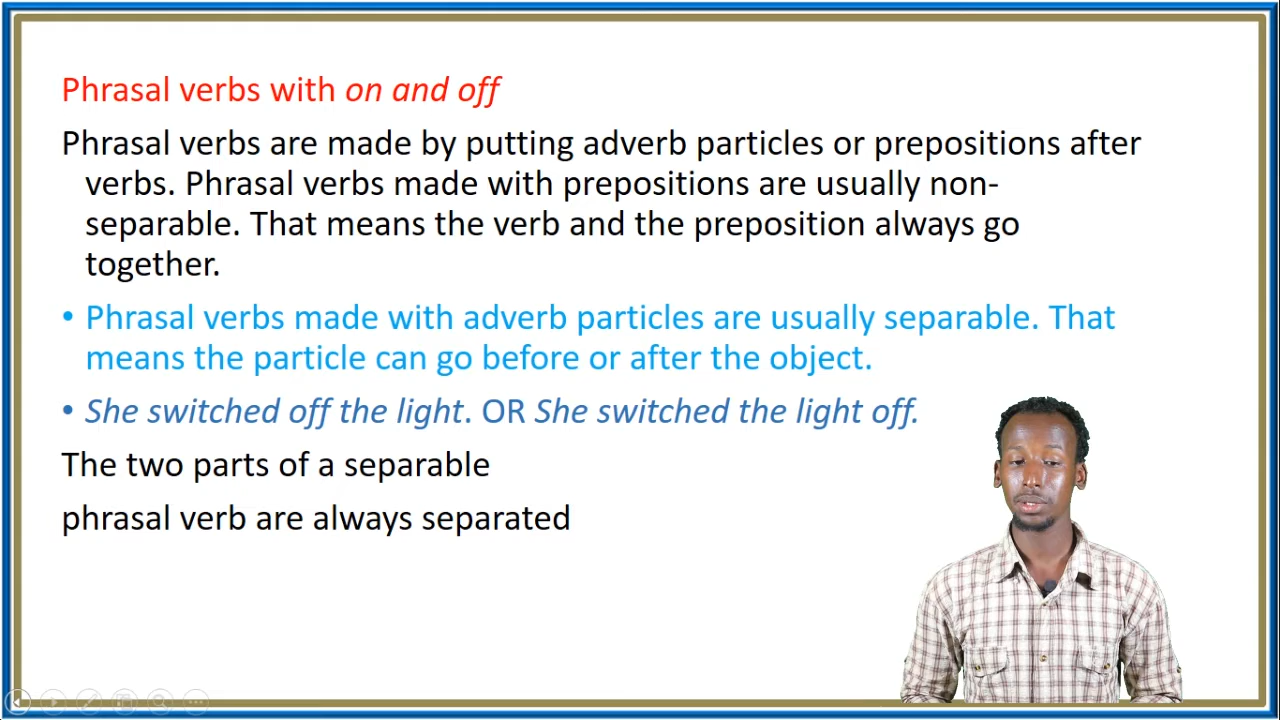 Phrasal verbs with on and off
Phrasal verbs are made by putting adverb particles or prepositions after
verbs. Phrasal verbs made with prepositions are usually non-
separable. That means the verb and the preposition always go
together.
• Phrasal verbs made with adverb particles are usually separable. That
means the particle can go before or after the object.
• She switched off the light. OR She switched the light off.
The two parts of a separable
phrasal verb are always separated